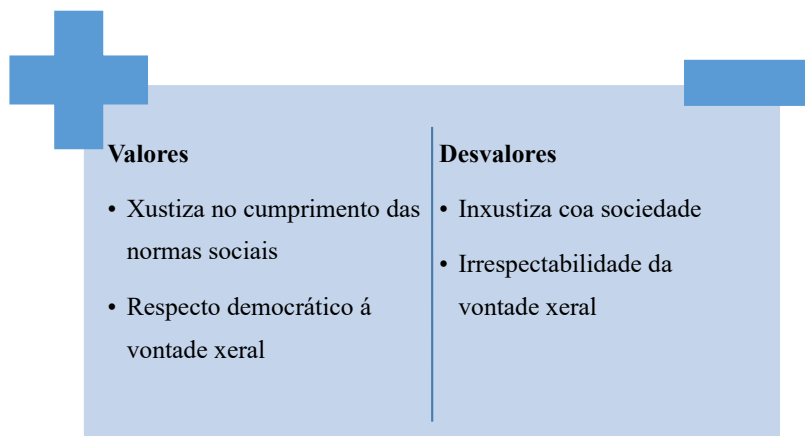 Valores
• Xustiza no cumprimento das
normas sociais
• Respecto democrático á
vontade xeral
Desvalores
• Inxustiza coa sociedade
• Irrespectabilidade da
vontade xeral